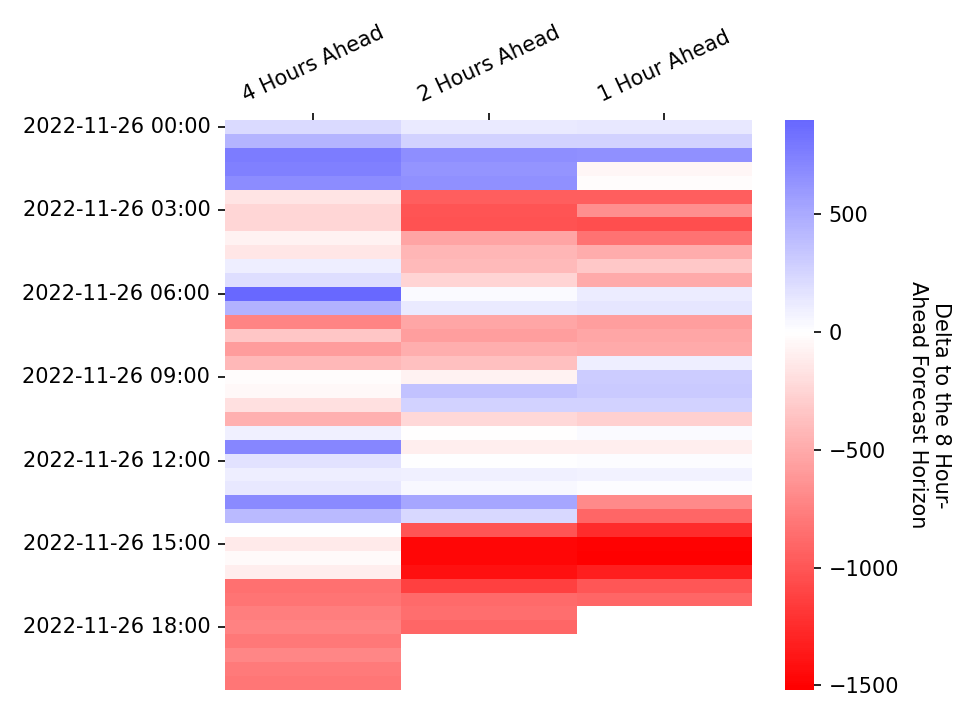 4 Hours Ahead
2 Hours Ahead
1 Hour Ahead
2022-11-26 00:00
2022-11-26 03:00
2022-11-26 06:00
2022-11-26 09:00
2022-11-26 12:00
2022-11-26 15:00
2022-11-26 18:00
500
0
−500
−1000
−1500
Delta to the 8 Hour-
Ahead Forecast Horizon